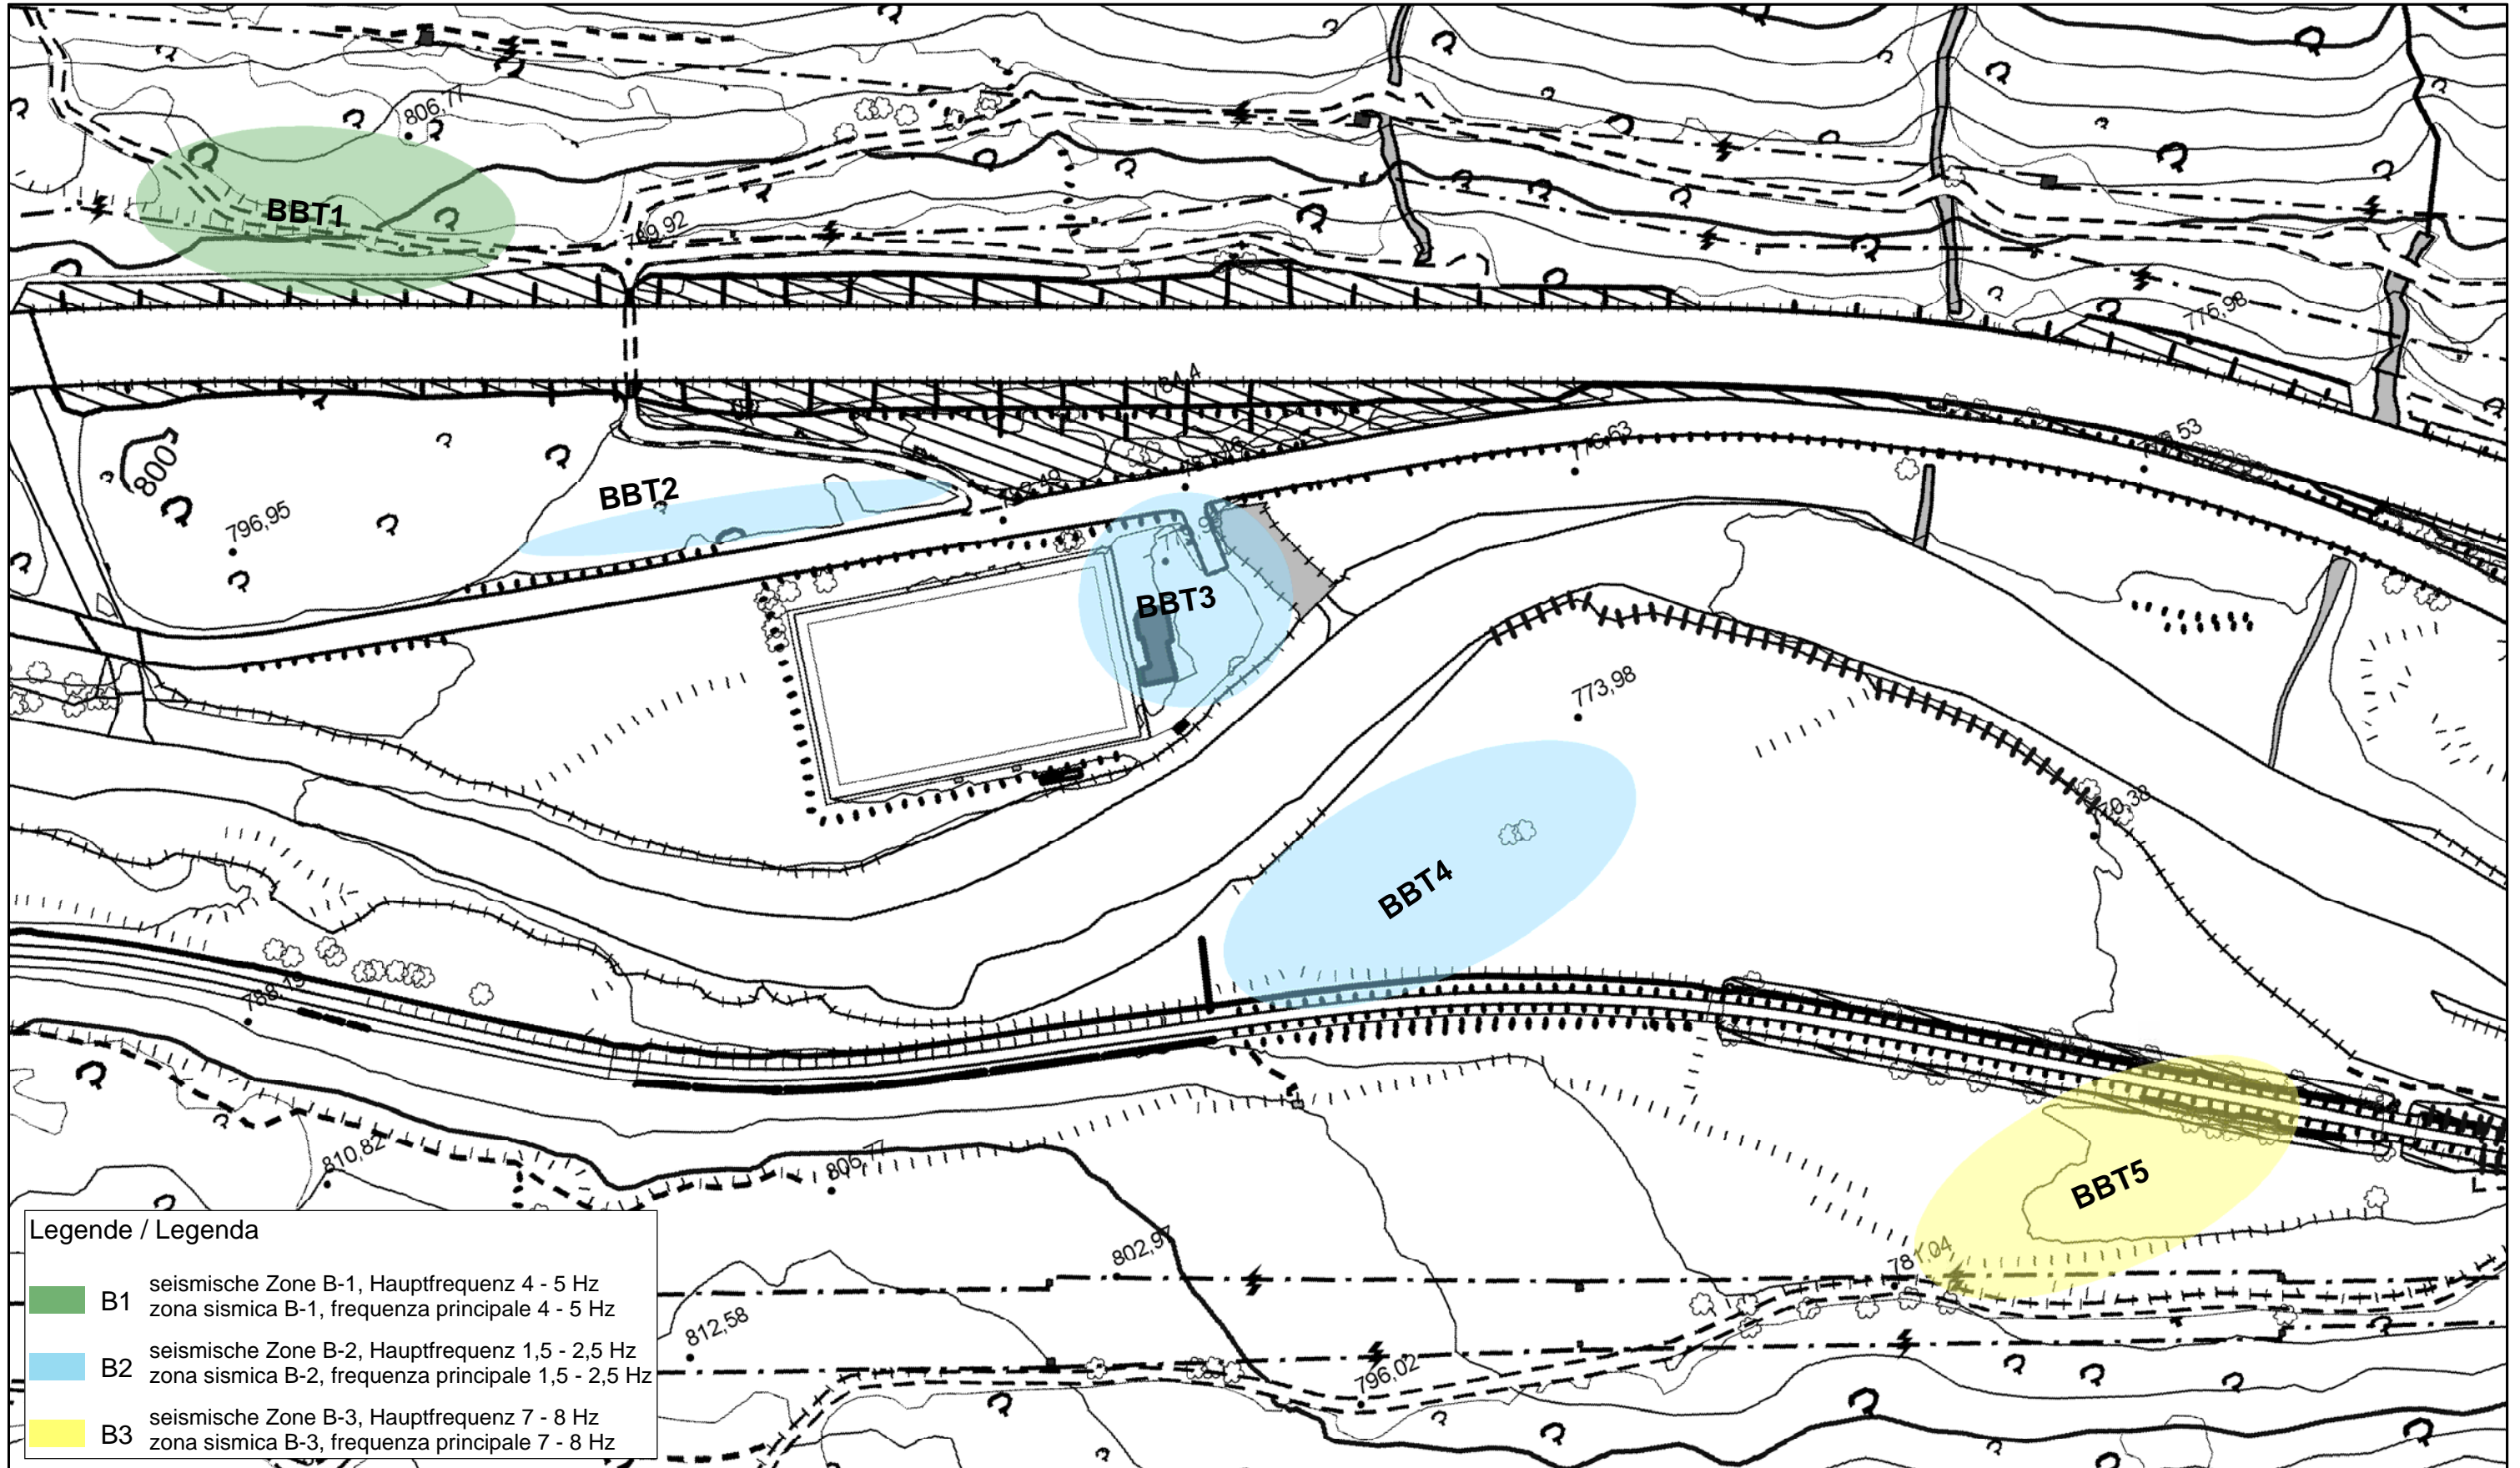 806,77
BBT1
775,98
776,63
BBT2
800
796,95
BBT3
773,98
BBT4
788,19
BBT5
810,82
806,77
802,97
781,04
812,58
796,02
Legende / Legenda
B1
seismische Zone B-1, Hauptfrequenz 4 - 5 Hz
zona sismica B-1, frequenza principale 4 - 5 Hz
B2
seismische Zone B-2, Hauptfrequenz 1,5 - 2,5 Hz
zona sismica B-2, frequenza principale 1,5 - 2,5 Hz
B3
seismische Zone B-3, Hauptfrequenz 7 - 8 Hz
zona sismica B-3, frequenza principale 7 - 8 Hz